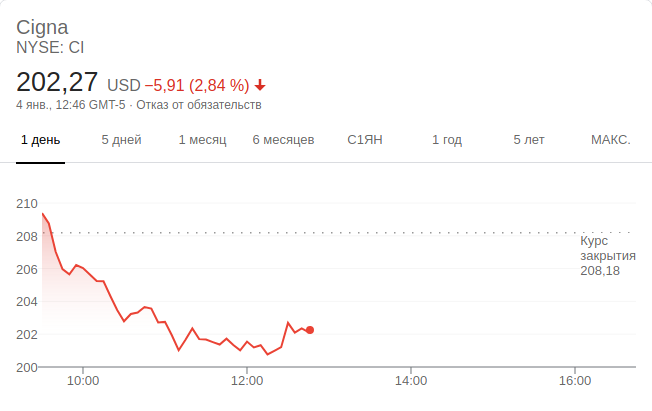 Cigna
NYSE: CI
202,27 USD −5,91 (2,84 %)
4 янв., 12:46 GMT-5 · Отказ от обязательств
1 день 5 дней 1 месяц 6 месяцев С1ЯН 1 год 5 лет МАКС.
210
208
206
204
202
200
Курс
закрытия
208,18
10:00 12:00 14:00 16:00